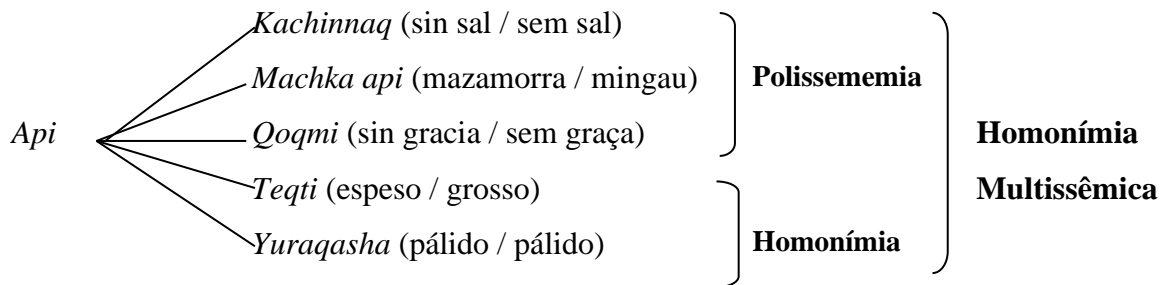 Kachinnaq (sin sal / sem sal)
Machka api (mazamorra / mingau) Polissememia
Api Qoqmi (sin gracia / sem graça) Homonímia
Teqti (espeso / grosso) Multissêmica
Yuraqasha (pálido / pálido) Homonímia